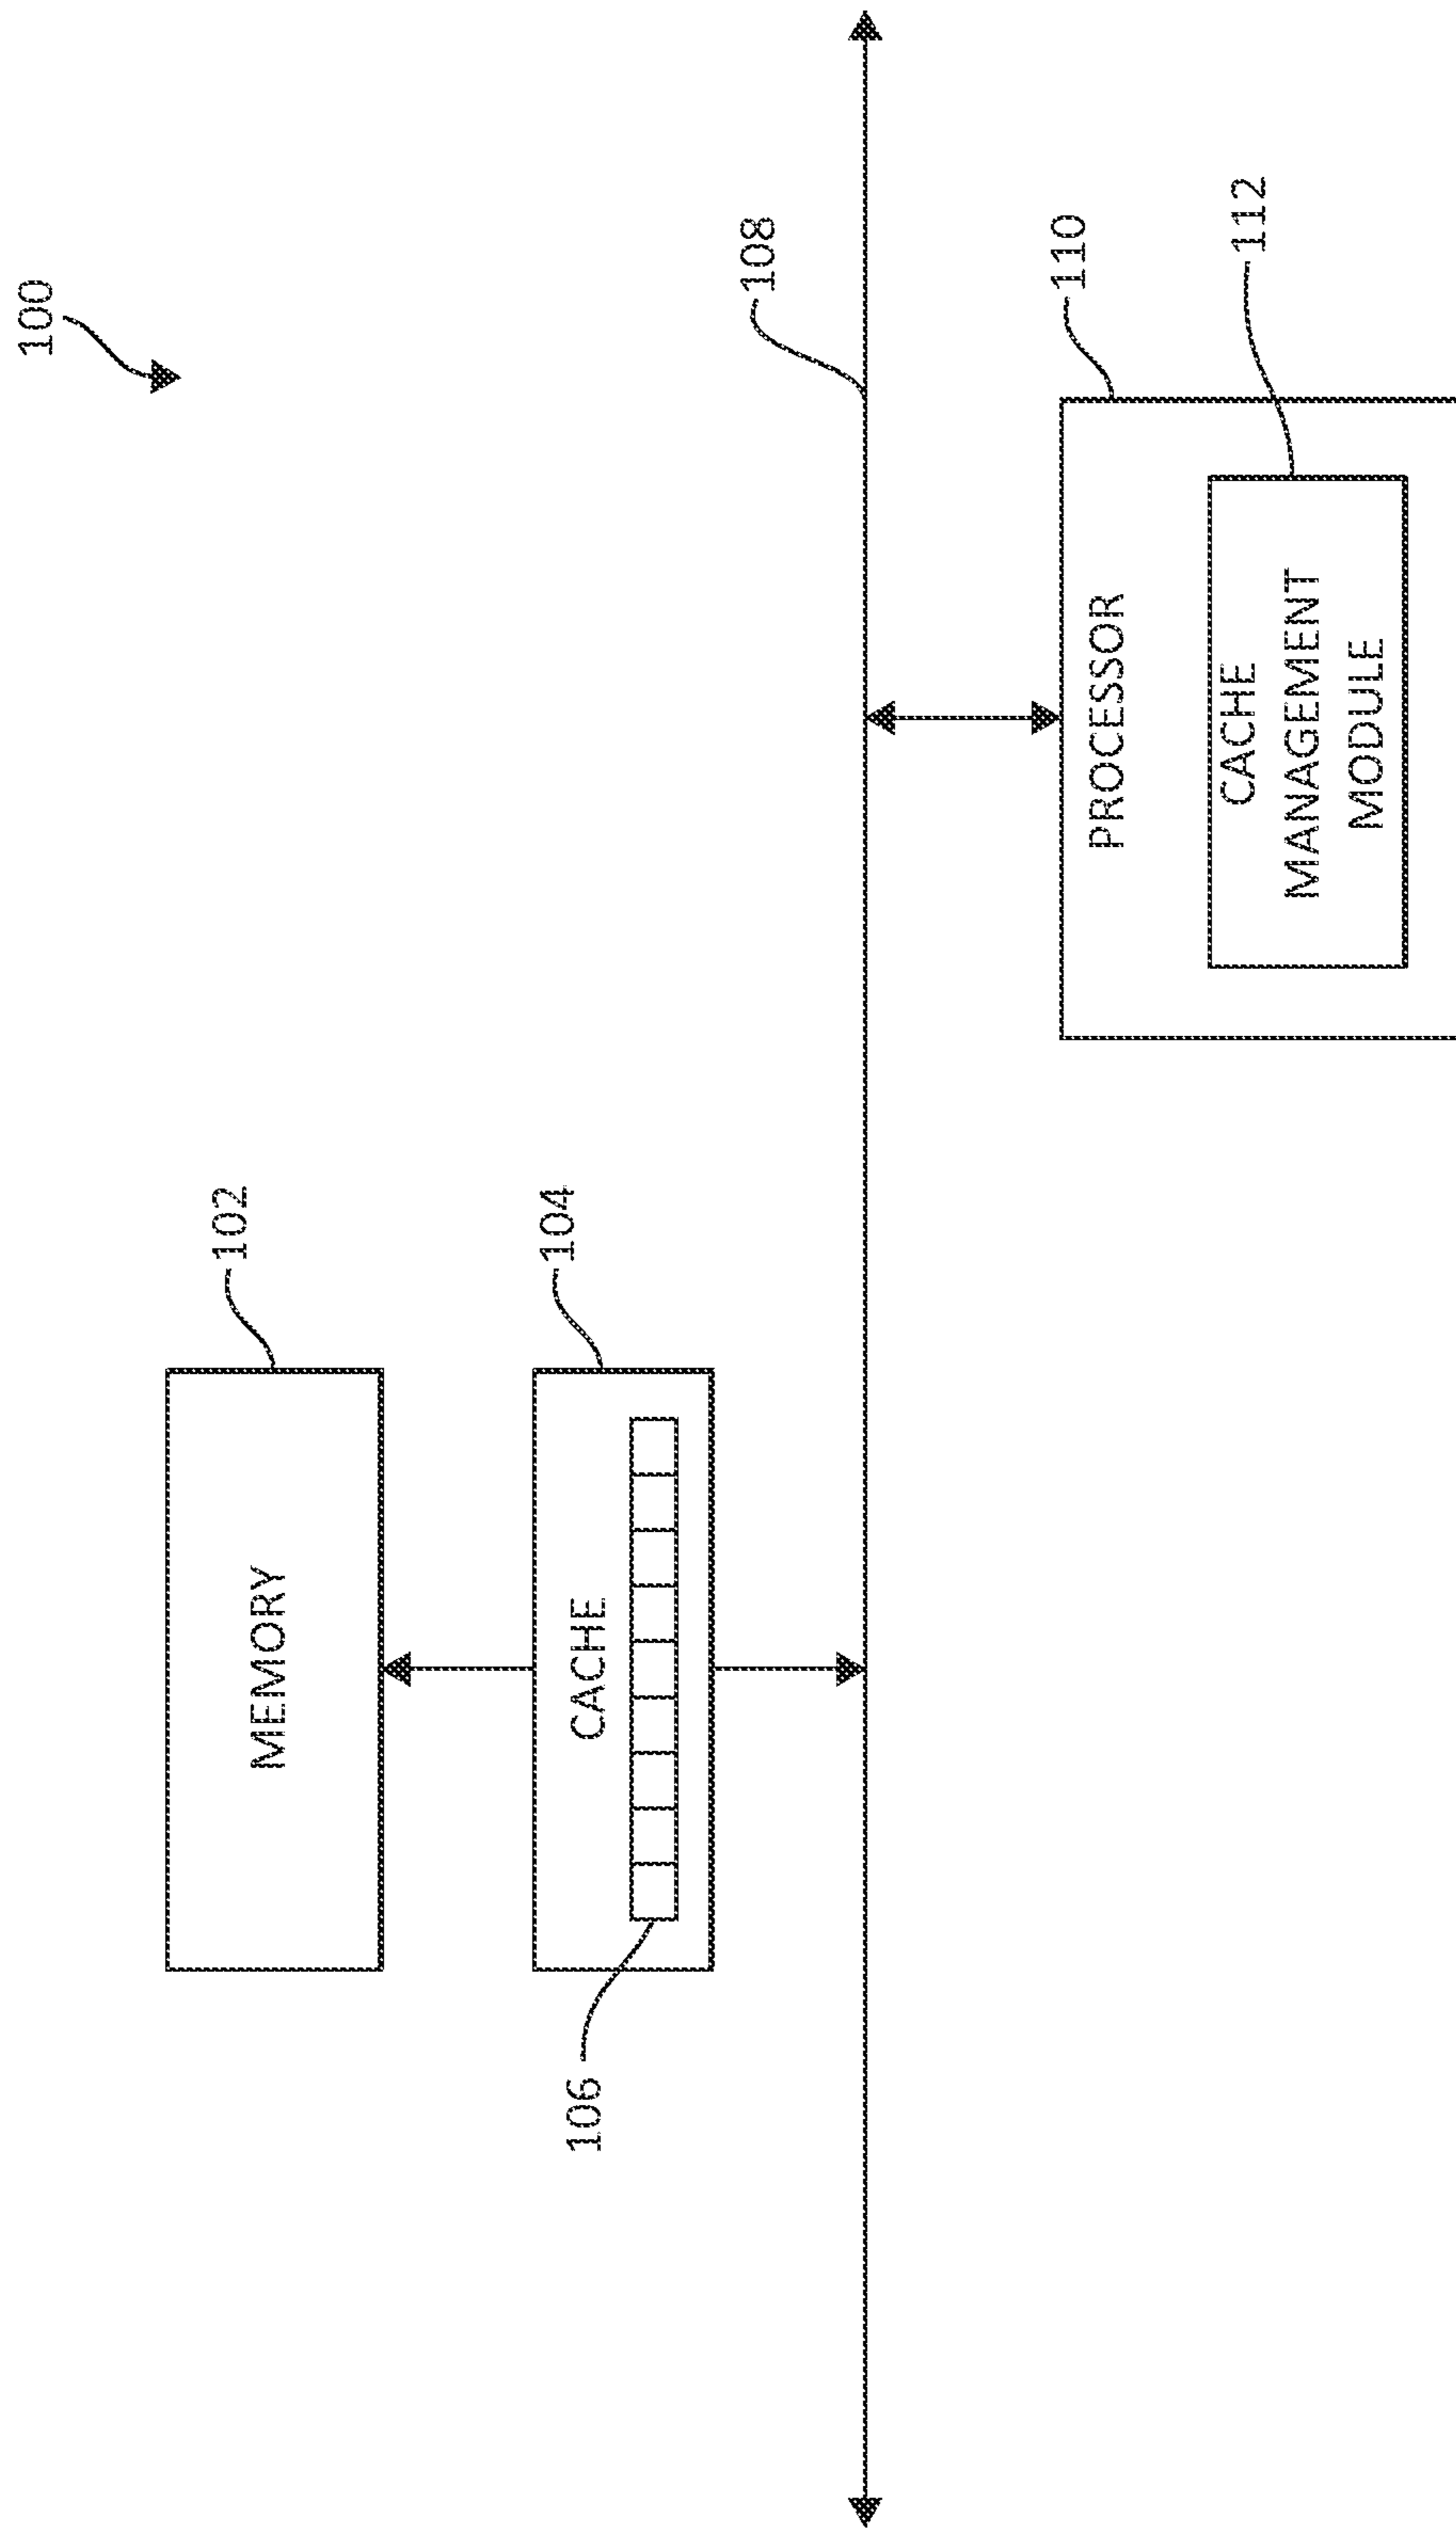 100
MEMORY
102
CACHE
104
106
108
PROCESSOR
110
CACHE
MANAGEMENT
MODULE
112